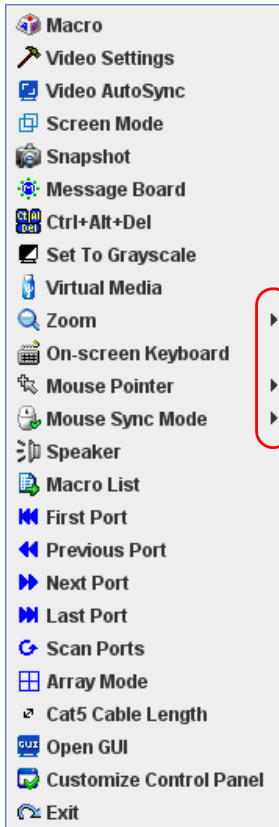 Macro
Video Settings
Video AutoSync
Screen Mode
Snapshot
Message Board
Ctrl+Alt+Del
Set To Grayscale
Virtual Media
Zoom
On-screen Keyboard
Mouse Pointer
Mouse Sync Mode
Speaker
Macro List
First Port
Previous Port
Next Port
Last Port
Scan Ports
Array Mode
Cat5 Cable Length
GUI Open GUI
Customize Control Panel
Exit